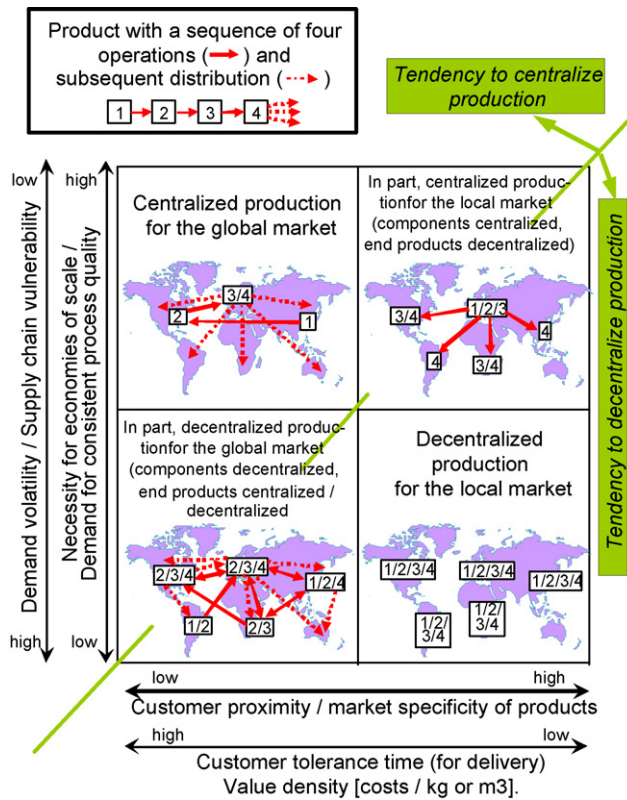 Product with a sequence of four
operations ( ) and
subsequent distribution ( )
1 2 3 4
Tendency to centralize
production
Tendency to decentralize production
low
high
Demand volatility / Supply chain vulnerability
high
low
Necessity for economies of scale /
Demand for consistent process quality
Centralized production
for the global market
3/4
2
1
In part, centralized produc-
tionfor the local market
(components centralized,
end products decentralized)
3/4
1/2/3
4
4
3/4
In part, decentralized produc-
tionfor the global market
(components decentralized,
end products centralized /
decentralized
2/3/4
2/3/4
1/2/4
1/2
2/3
Decentralized
production
for the local market
1/2/3/4
1/2/3/4
1/2/3/4
1/2/
3/4
1/2/
3/4
low
high
Customer proximity / market specificity of products
high
low
Customer tolerance time (for delivery)
Value density [costs / kg or m3].